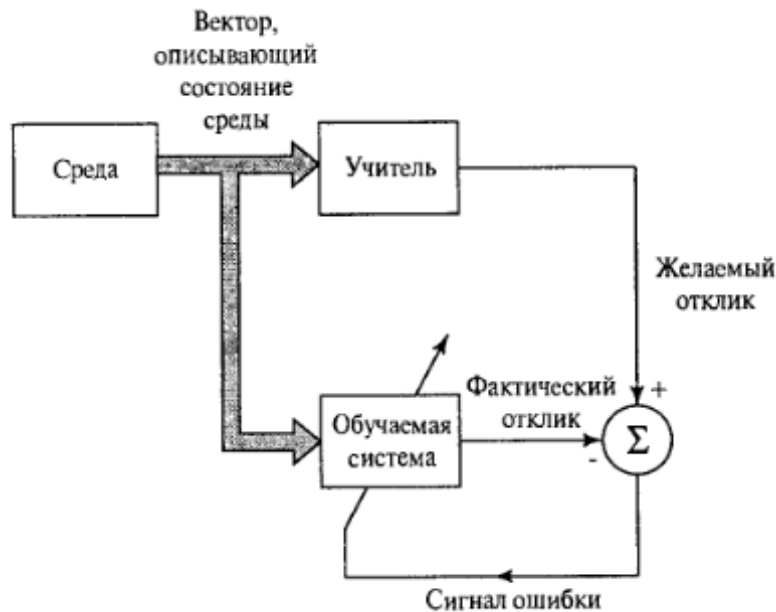 Вектор,
описывающий
состояние
среды
Среда
Учитель
Желаемый
отклик
Фактический
отклик
+
Обучаемая
система
Σ
-
Сигнал ошибки